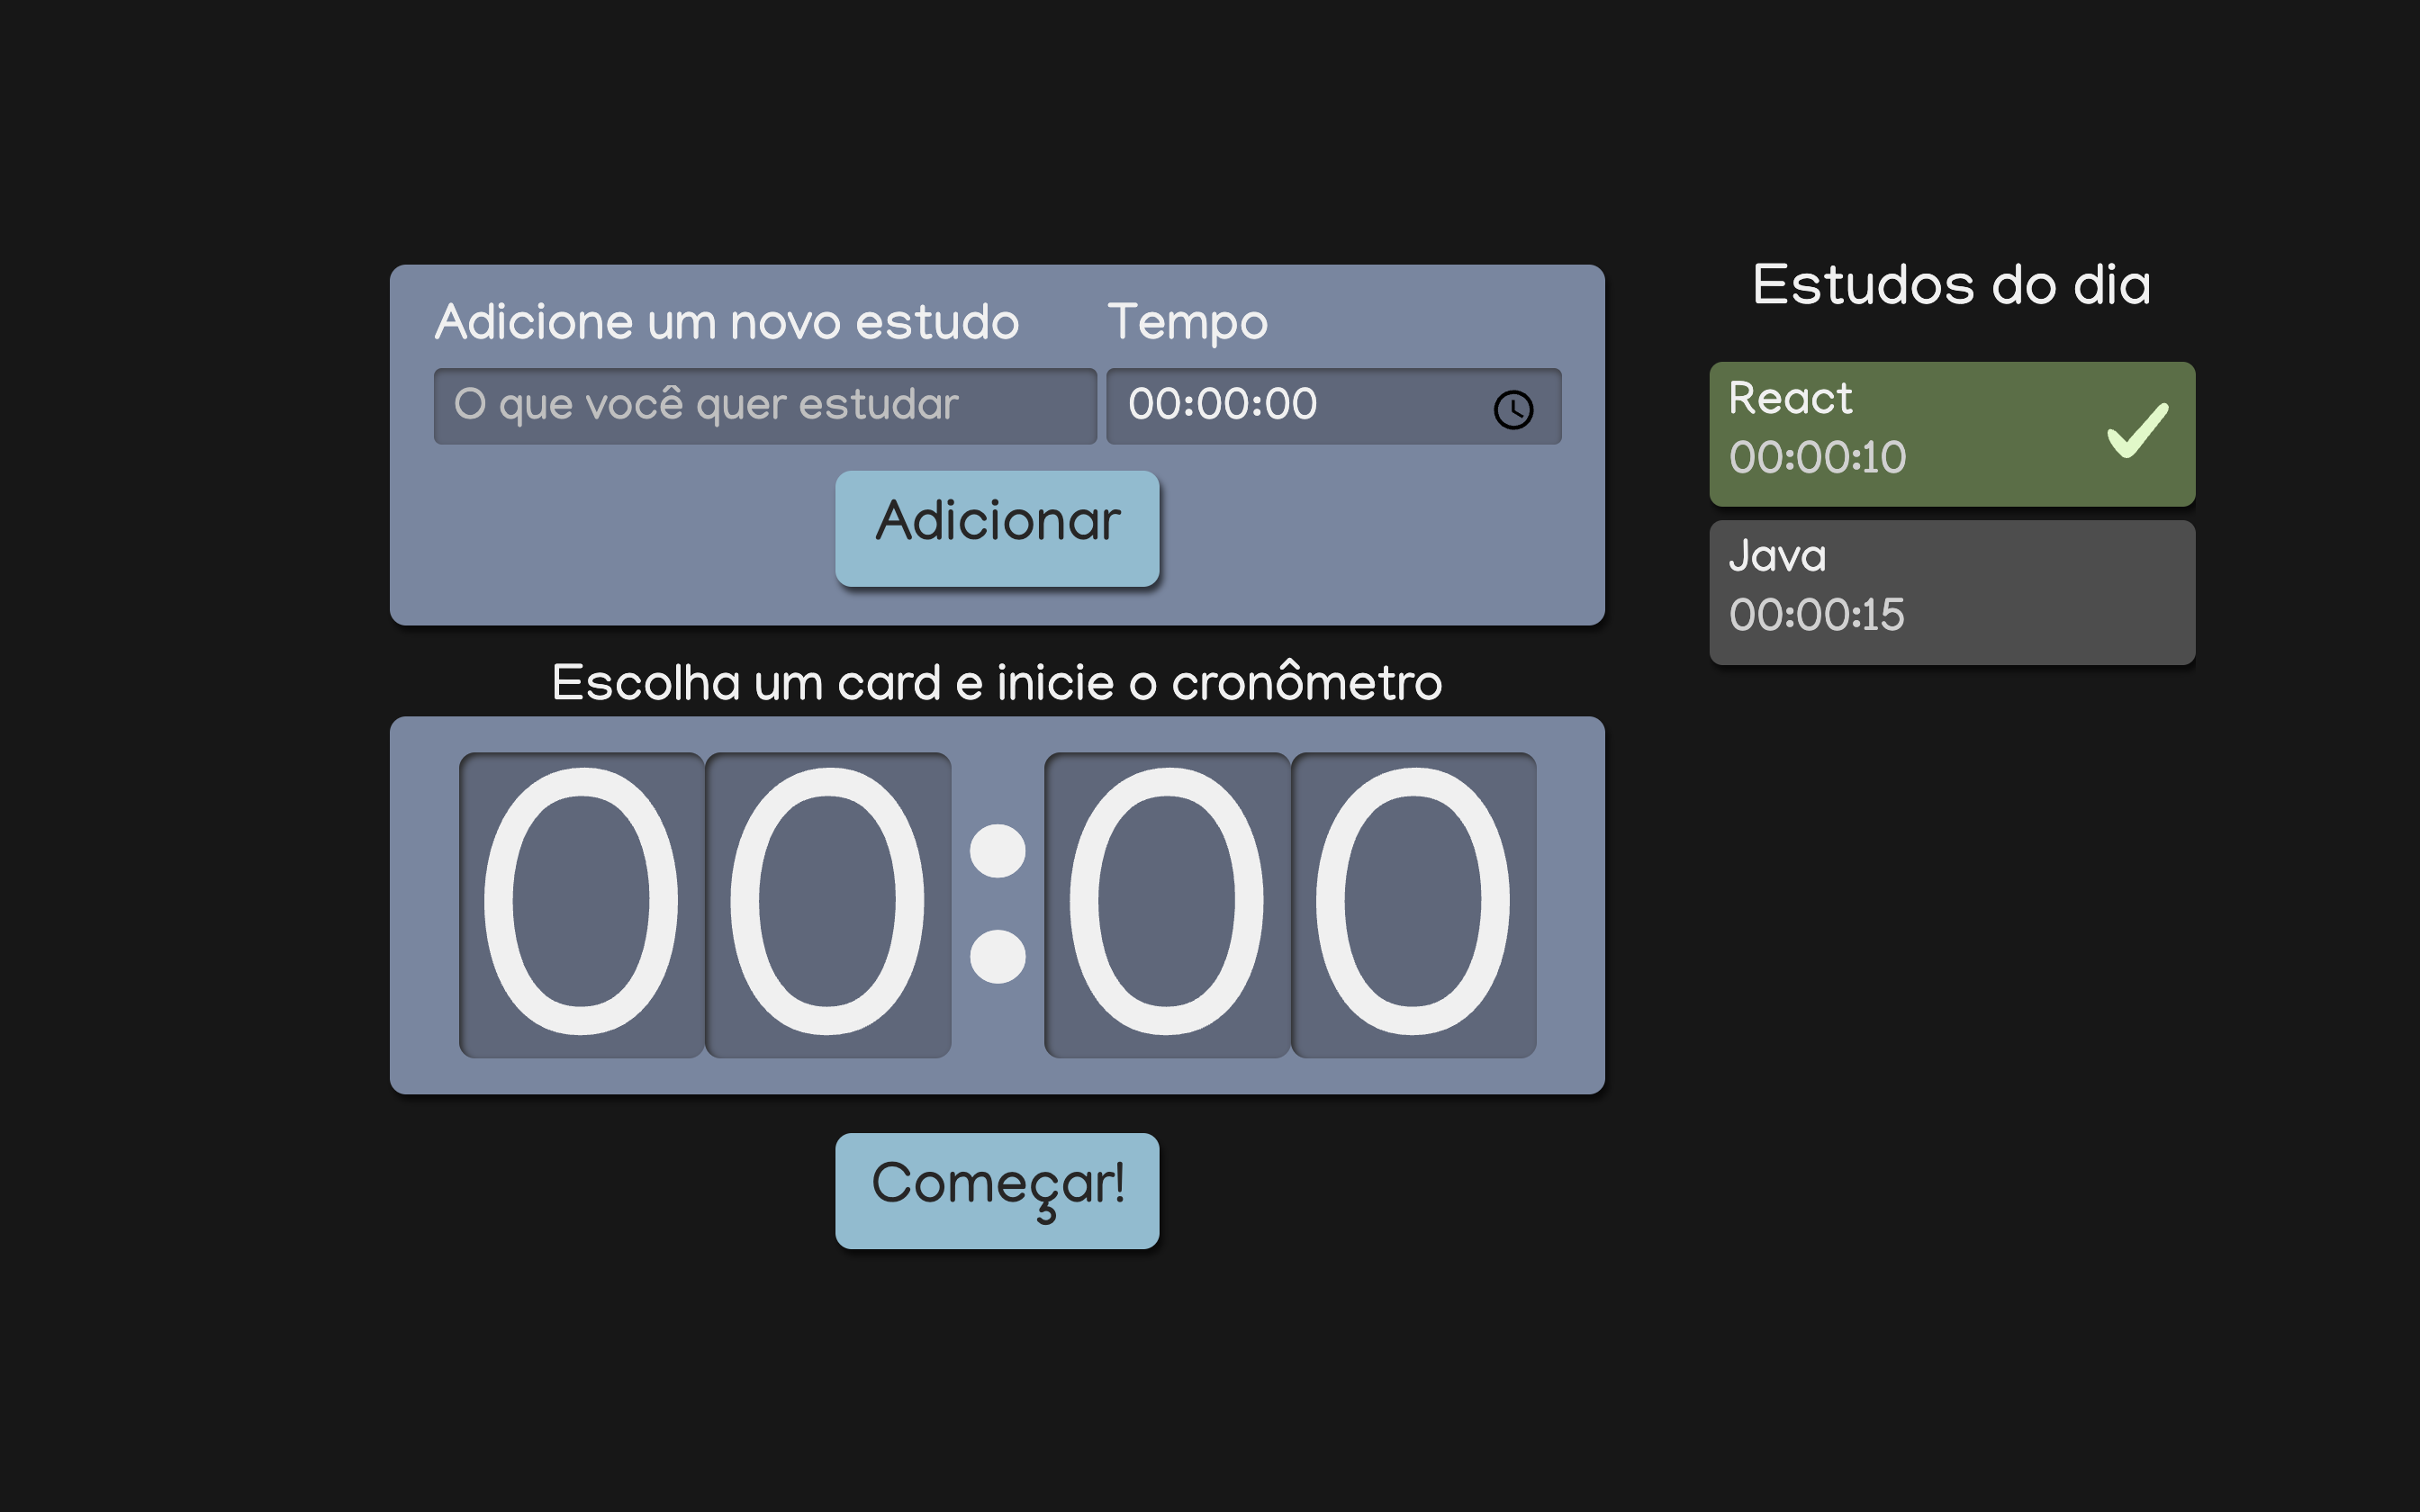 Adicione um novo estudo
Tempo
O que você quer estudar
00:00:00
Adicionar
Escolha um card e inicie o cronômetro
00:00
Começar!
Estudos do dia
React
00:00:10
Java
00:00:15